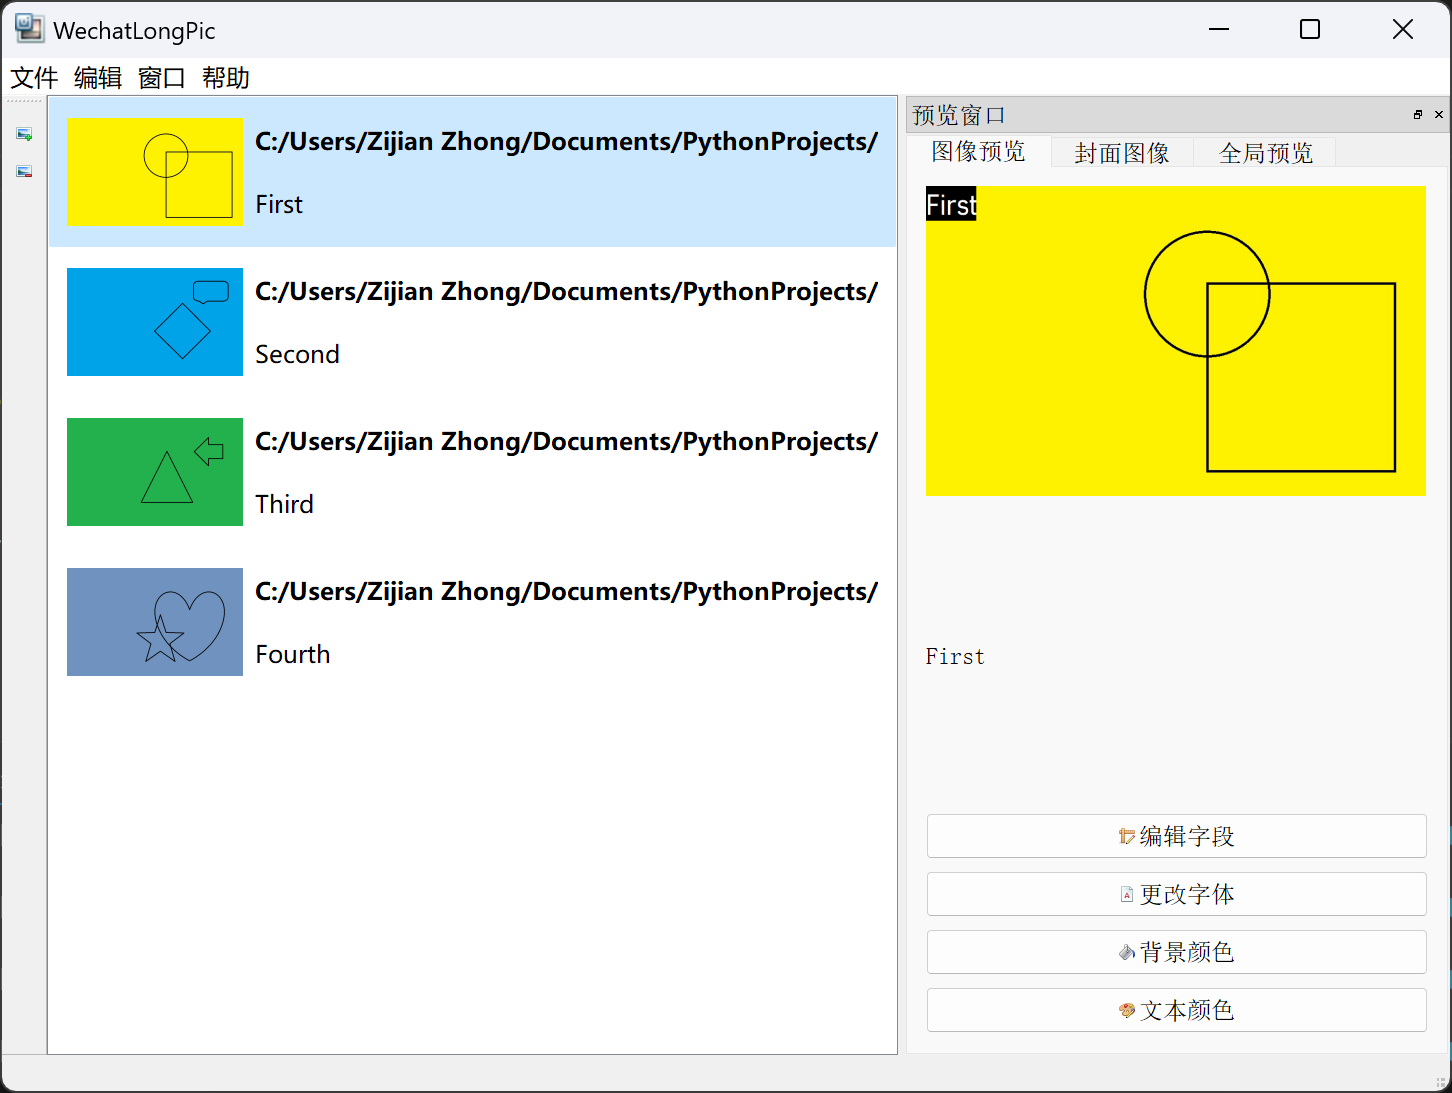 WechatLongPic
文件 编辑 窗口 帮助
C:/Users/Zijian Zhong/Documents/PythonProjects/
First
C:/Users/Zijian Zhong/Documents/PythonProjects/
Second
C:/Users/Zijian Zhong/Documents/PythonProjects/
Third
C:/Users/Zijian Zhong/Documents/PythonProjects/
Fourth
预览窗口
图像预览 封面图像 全局预览
First
First
编辑字段
更改字体
背景颜色
文本颜色